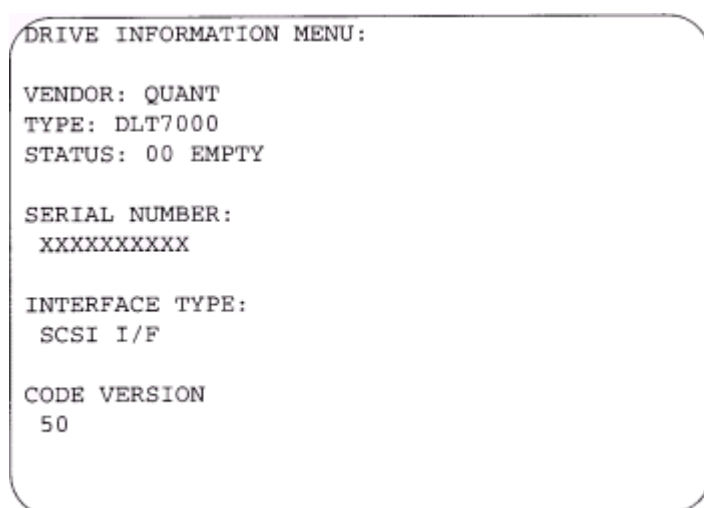 DRIVE INFORMATION MENU:
VENDOR: QUANT
TYPE: DLT7000
STATUS: 00 EMPTY
SERIAL NUMBER:
XXXXXXXXXX
INTERFACE TYPE:
SCSI I/F
CODE VERSION
50